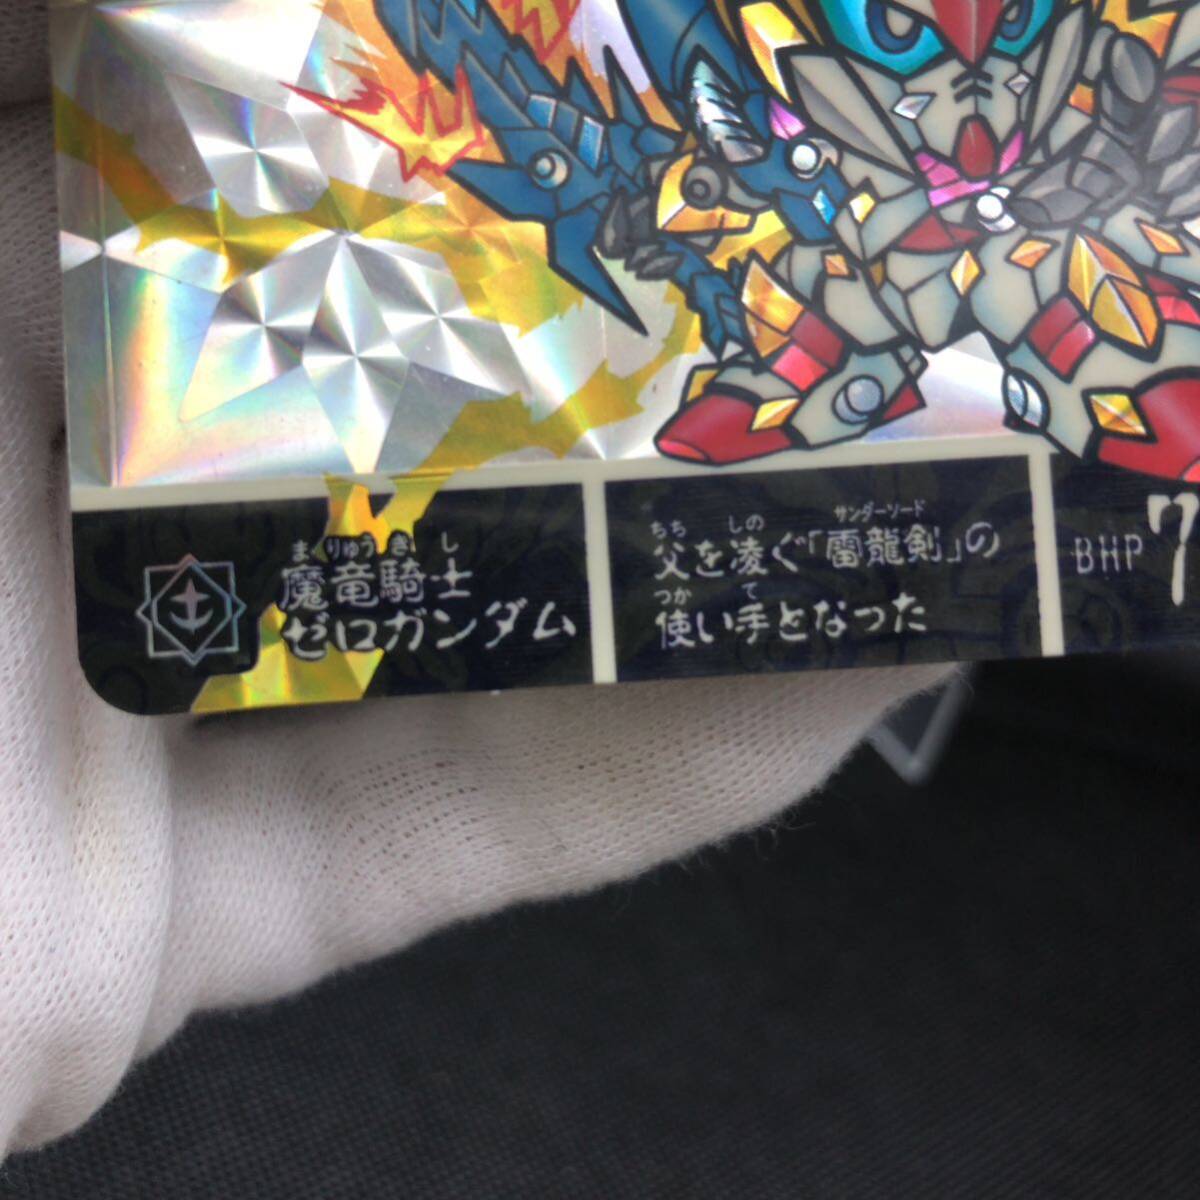 まりゅうきし
魔竜騎士
ゼロガンダム
ちち しの サンダーソード
父を凌ぐ「雷龍剣」の
つか て
使い手となった
BHP 7